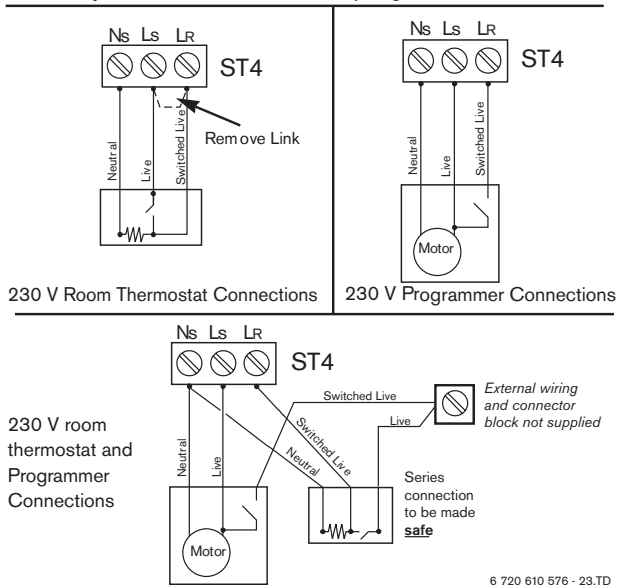 Ns Ls LR
ST4
Remove Link
Neutral
Live
Switched Live
230 V Room Thermostat Connections
Ns Ls LR
ST4
Neutral
Live
Switched Live
Motor
230 V Programmer Connections
Ns Ls LR
ST4
Switched Live
Live
External wiring
and connector
block not supplied
230 V room
thermostat and
Programmer
Connections
Neutral
Live
Switched Live
Neutral
Motor
Series
connection
to be made
safe
6 720 610 576 - 23.TD